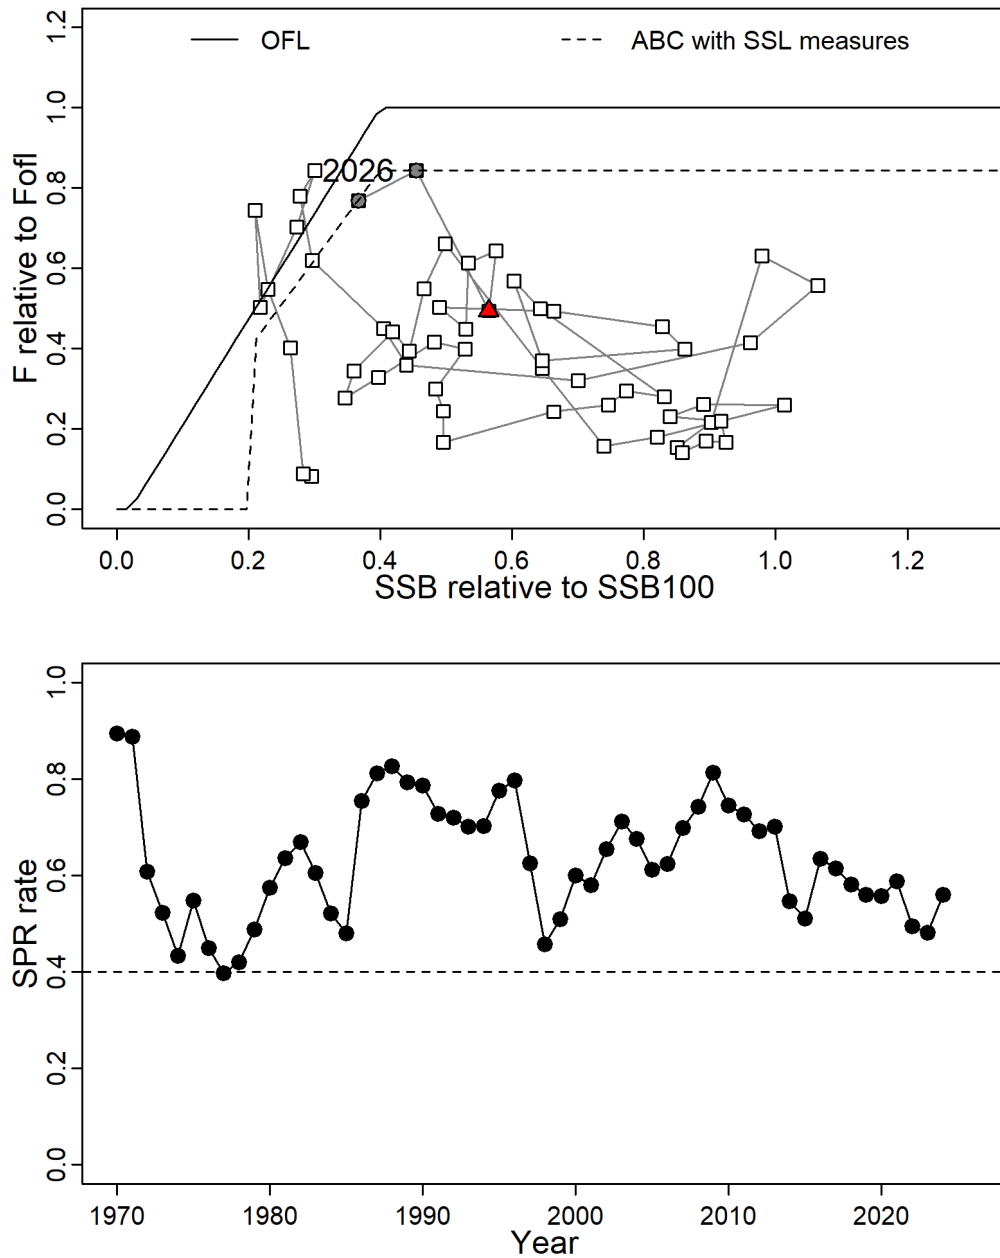 OFL
ABC with SSL measures
F relative to Fofl
1.2
1.0
0.8
0.6
0.4
0.2
0.0
2026
0.0 0.2 0.4 0.6 0.8 1.0 1.2
SSB relative to SSB100
SPR rate
1.0
0.8
0.6
0.4
0.2
0.0
1970 1980 1990 2000 2010 2020
Year